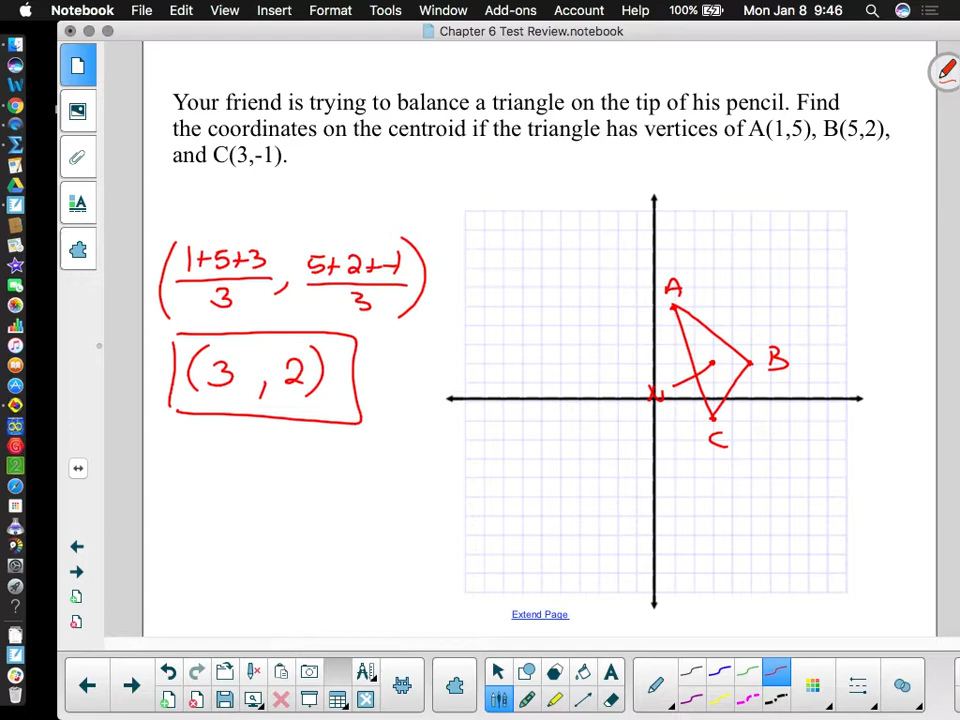 Notebook File Edit View Insert Format Tools Window Add-ons Account Help 100% Mon Jan 8 9:46
Chapter 6 Test Review.notebook
Your friend is trying to balance a triangle on the tip of his pencil. Find
the coordinates on the centroid if the triangle has vertices of A(1,5), B(5,2),
and C(3,-1).
(1+5+3/3, 5+2+-1/3)
(3, 2)
A
B
C
Extend Page